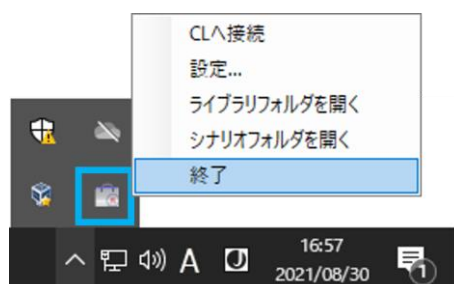 CLへ接続
設定...
ライブラリフォルダを開く
シナリオフォルダを開く
終了
A
16:57
2021/08/30
1